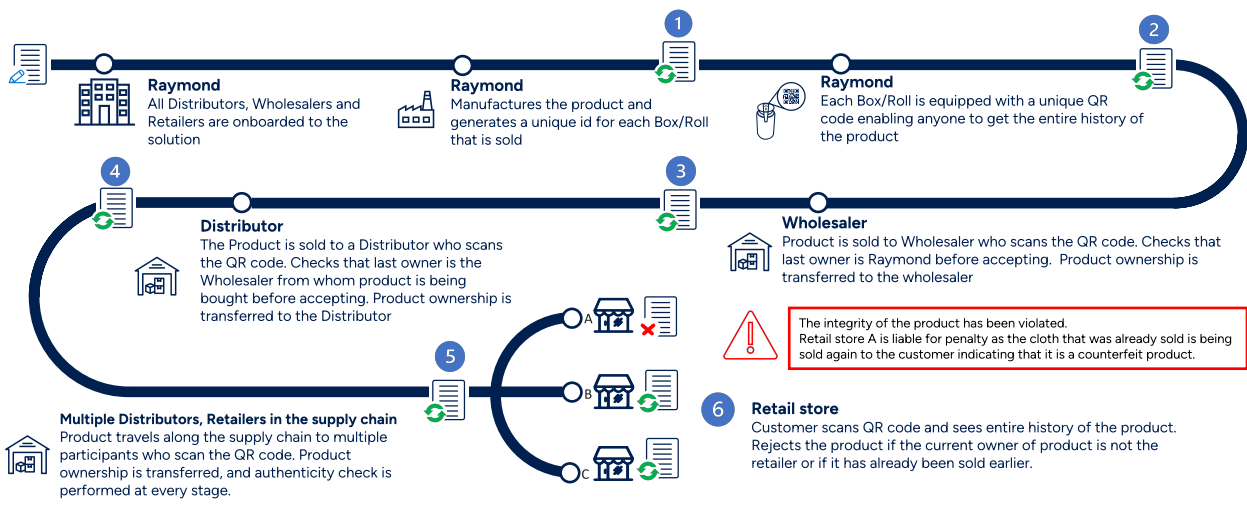 1
2
Raymond
All Distributors, Wholesalers and
Retailers are onboarded to the
solution
Raymond
Manufactures the product and
generates a unique id for each Box/Roll
that is sold
Raymond
Each Box/Roll is equipped with a unique QR
code enabling anyone to get the entire history of
the product
4
3
Distributor
The Product is sold to a Distributor who scans
the QR code. Checks that last owner is the
Wholesaler from whom product is being
bought before accepting. Product ownership is
transferred to the Distributor
Wholesaler
Product is sold to Wholesaler who scans the QR code. Checks that
last owner is Raymond before accepting.  Product ownership is
transferred to the wholesaler
A
The integrity of the product has been violated.
Retail store A is liable for penalty as the cloth that was already sold is being
sold again to the customer indicating that it is a counterfeit product.
5
B
Multiple Distributors, Retailers in the supply chain
Product travels along the supply chain to multiple
participants who scan the QR code. Product
ownership is transferred, and authenticity check is
performed at every stage.
6
Retail store
Customer scans QR code and sees entire history of the product.
Rejects the product if the current owner of product is not the
retailer or if it has already been sold earlier.
C